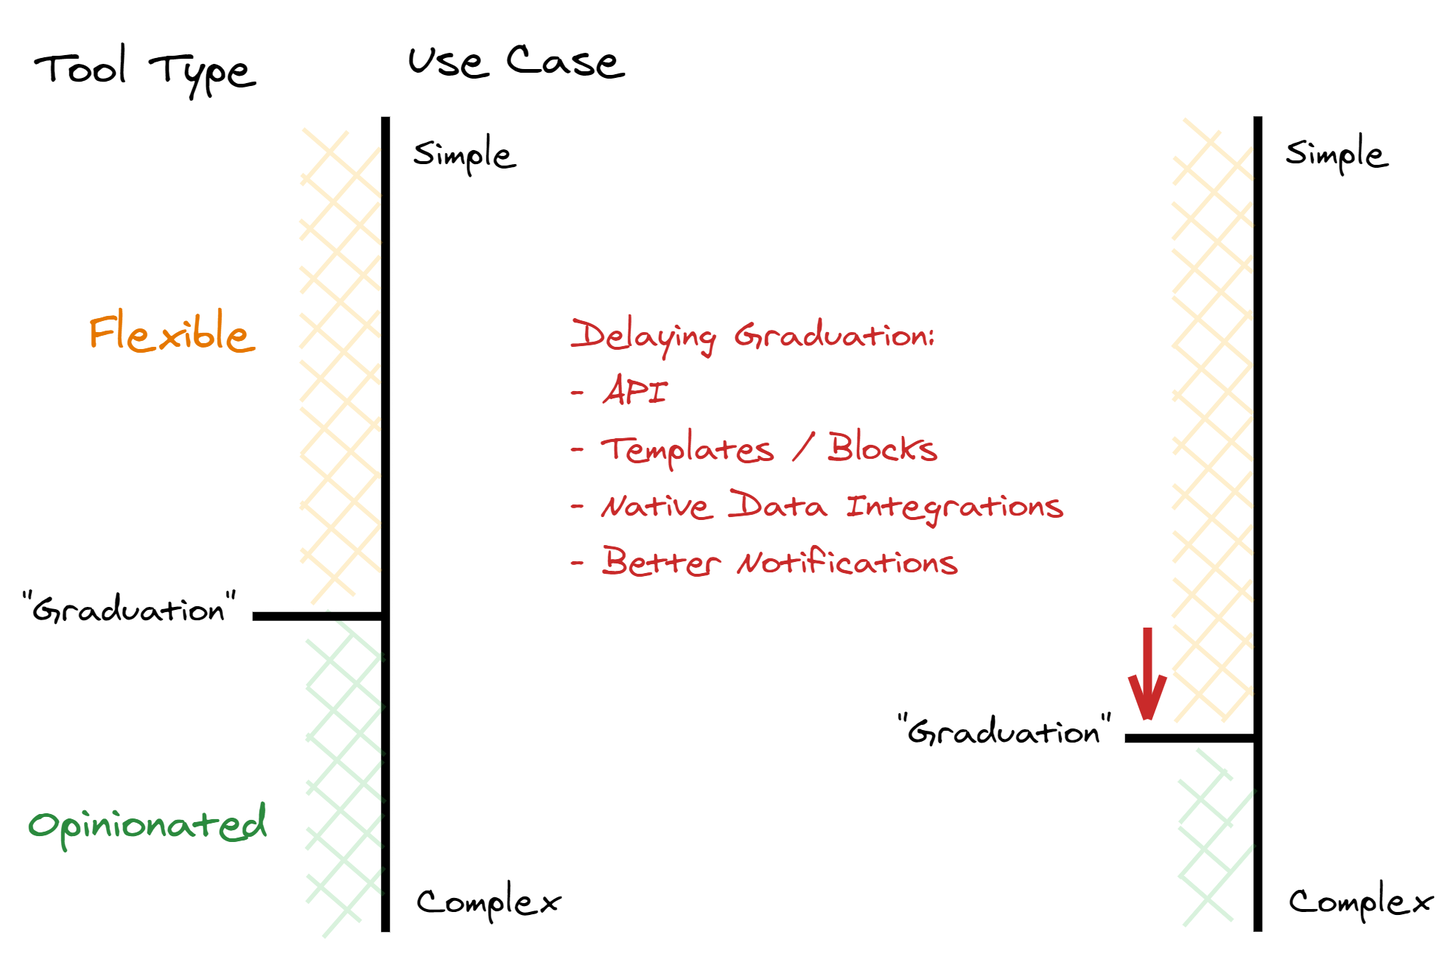 Tool Type
Use Case
Simple
Simple
Flexible
Delaying Graduation:
- API
- Templates / Blocks
- Native Data Integrations
- Better Notifications
"Graduation"
"Graduation"
Opinionated
Complex
Complex